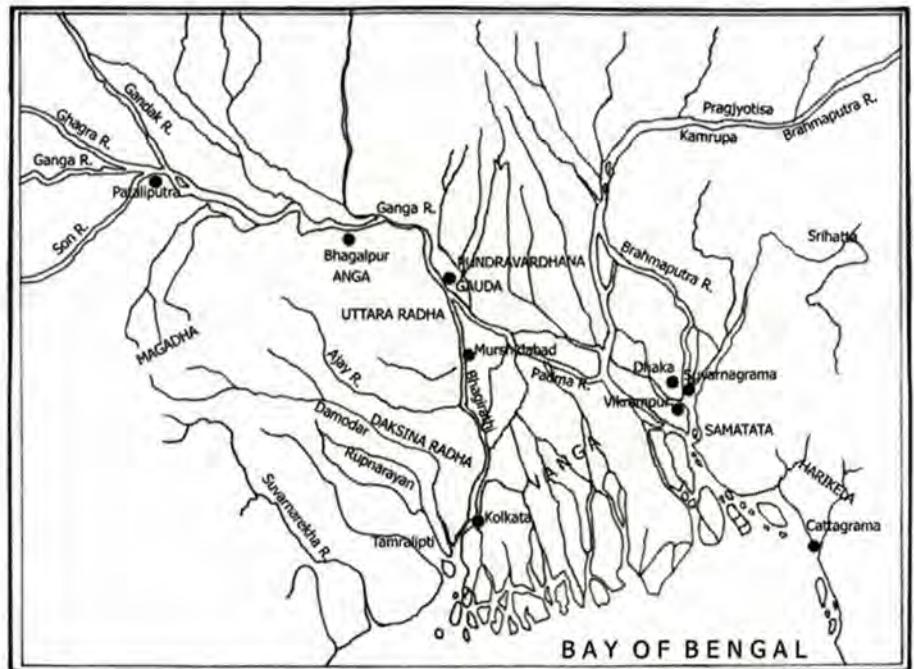 Gandak R.
Ghagra R.
Ganga R.
Pataliputra
Son R.
Pragjyotisa
Kamrupa
Brahmaputra R.
Ganga R.
Bhagalpur
ANGA
PUNDRAVARDHANA
GAUDA
Brahmaputra R.
Srihatta
UTTARA RADHA
MAGADHA
Murshidabad
Ajay R.
Bhagirathi
Padma R.
Dhaka
Suvarnagrama
Vikrampur
SAMATATA
Damodar
DAKSINA RADHA
Rupnarayan
VANGA
HARIKEDA
Suvarnarekha R.
Kolkata
Tamralipti
Cattagrama
BAY OF BENGAL